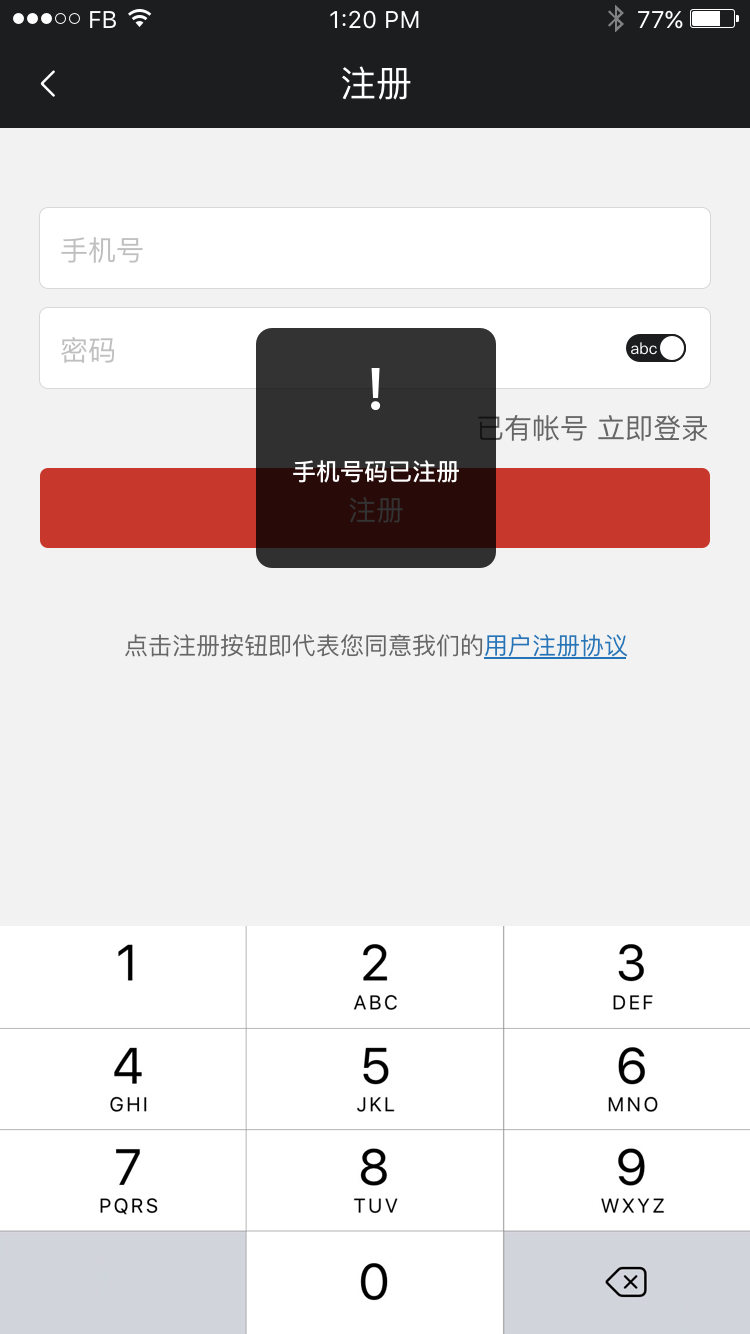 FB 1:20 PM 77%
注册
手机号
密码
abc
!
已有帐号 立即登录
手机号码已注册
注册
点击注册按钮即代表您同意我们的用户注册协议
1 2 3
ABC DEF
4 5 6
GHI JKL MNO
7 8 9
PQRS TUV WXYZ
0